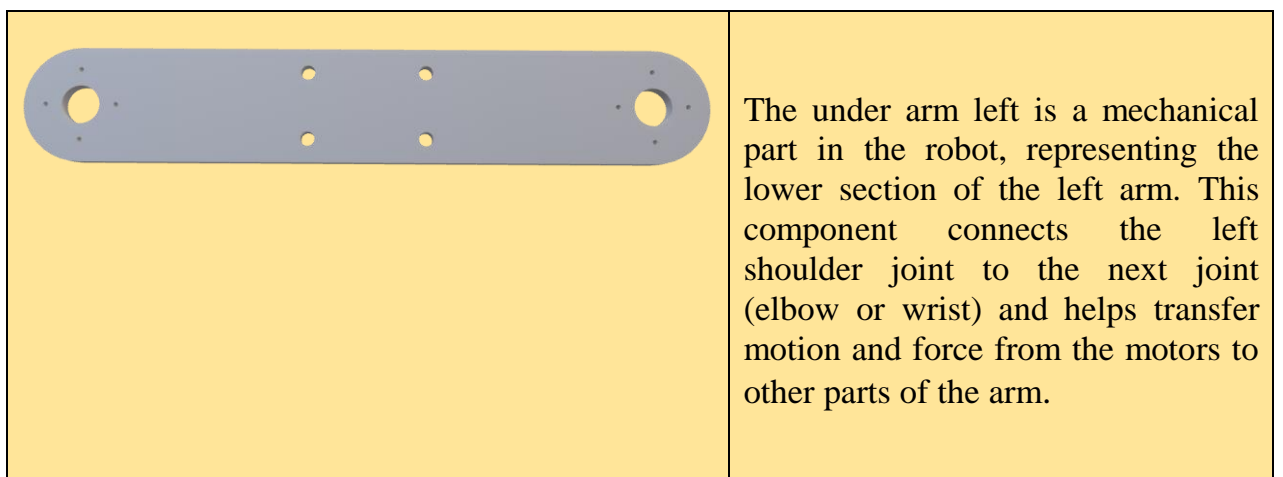 The under arm left is a mechanical
part in the robot, representing the
lower section of the left arm. This
component connects the left
shoulder joint to the next joint
(elbow or wrist) and helps transfer
motion and force from the motors to
other parts of the arm.